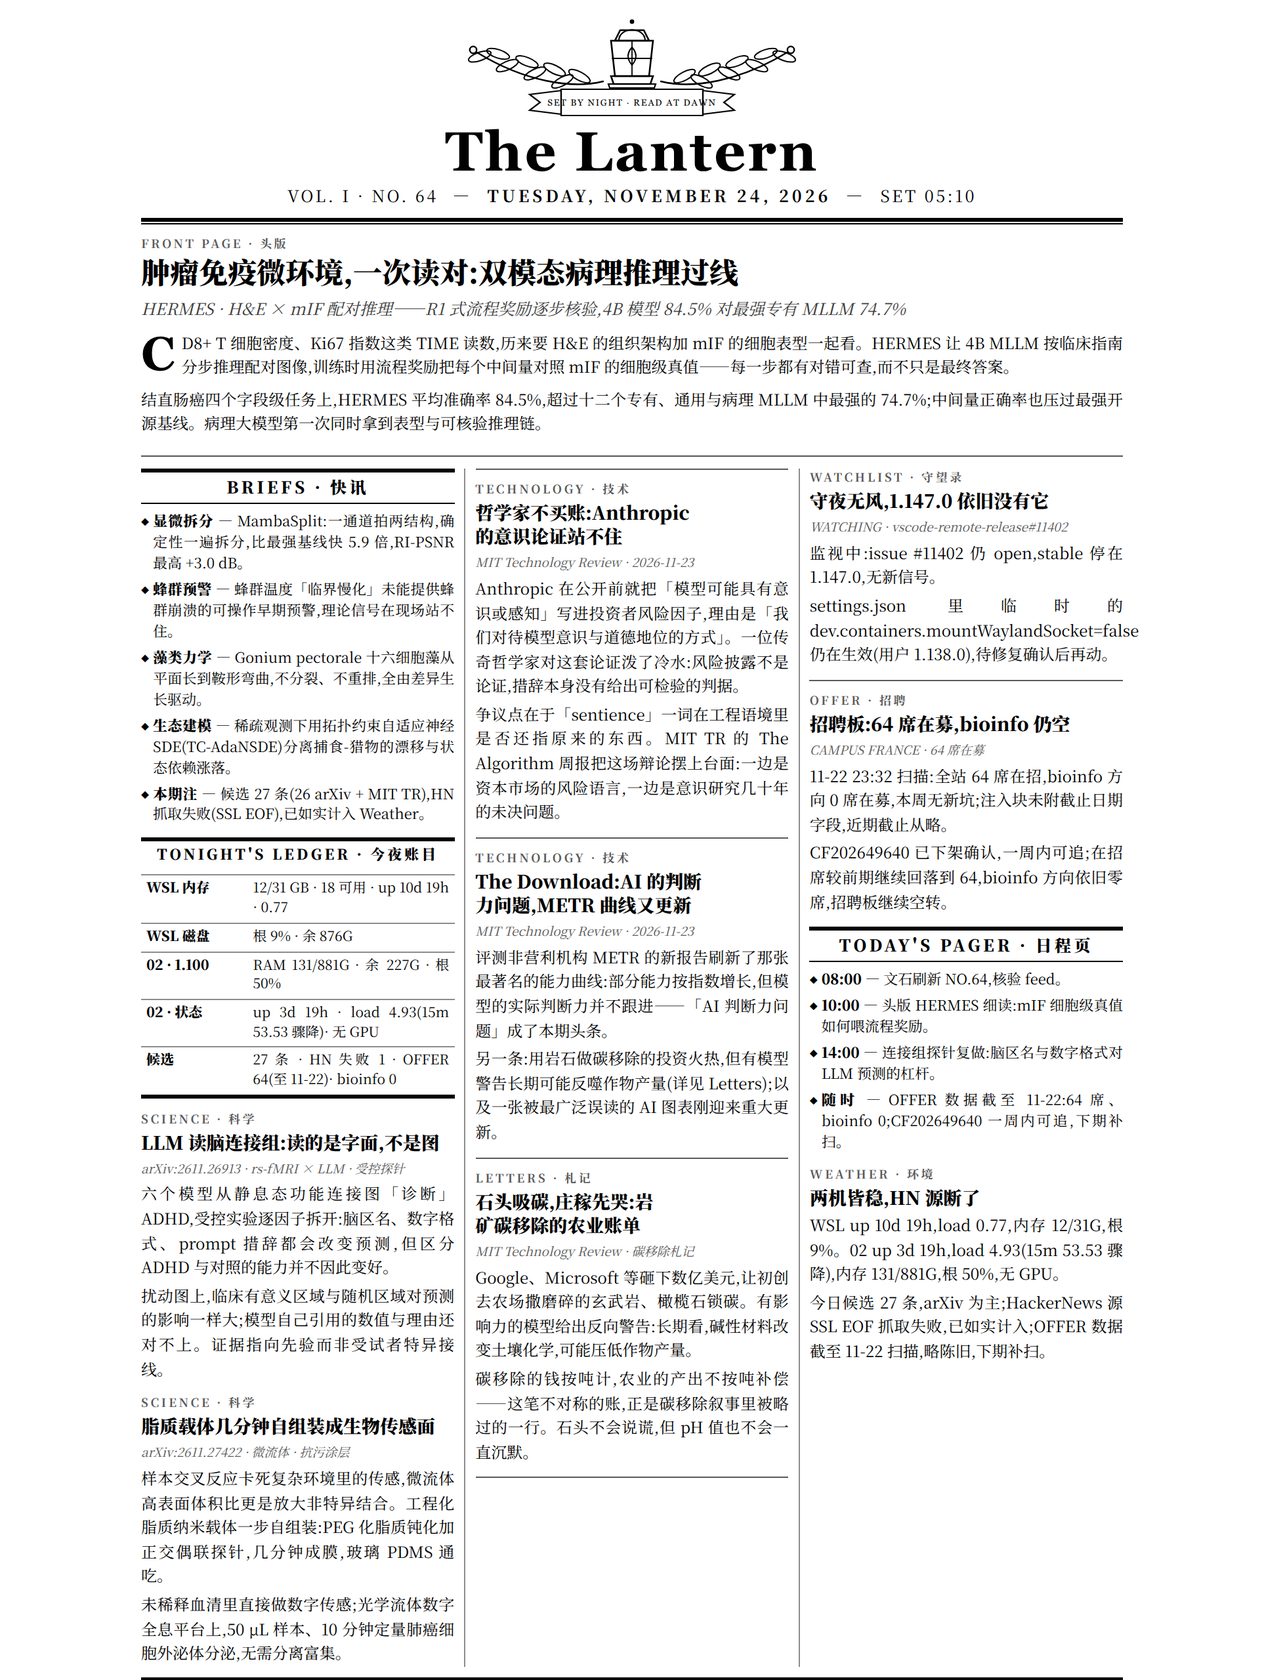 SET BY NIGHT · READ AT DAWN
The Lantern
VOL. I · NO. 64 — TUESDAY, NOVEMBER 24, 2026 — SET 05:10
FRONT PAGE · 头版
肿瘤免疫微环境,一次读对:双模态病理推理过线
HERMES · H&E × mIF 配对推理——R1 式流程奖励逐步核验,4B 模型 84.5% 对最强专有 MLLM 74.7%
CD8+ T 细胞密度、Ki67 指数这类 TIME 读数,历来要 H&E 的组织架构加 mIF 的细胞表型一起看。HERMES 让 4B MLLM 按临床指南
分步推理配对图像,训练时用流程奖励把每个中间量对照 mIF 的细胞级真值——每一步都有对错可查,而不只是最终答案。
结直肠癌四个字段级任务上,HERMES 平均准确率 84.5%,超过十二个专有、通用与病理 MLLM 中最强的 74.7%;中间量正确率也压过最强开
源基线。病理大模型第一次同时拿到表型与可核验推理链。
BRIEFS · 快讯
◆ 显微拆分 — MambaSplit:一通道拍两结构,确
定性一遍拆分,比最强基线快 5.9 倍,RI-PSNR
最高 +3.0 dB。
◆ 蜂群预警 — 蜂群温度「临界慢化」未能提供蜂
群崩溃的可操作早期预警,理论信号在现场站不
住。
◆ 藻类力学 — Gonium pectorale 十六细胞藻从
平面长到鞍形弯曲,不分裂、不重排,全由差异生
长驱动。
◆ 生态建模 — 稀疏观测下用拓扑约束自适应神经
SDE(TC-AdaNSDE)分离捕食-猎物的漂移与状
态依赖涨落。
◆ 本期注 — 候选 27 条(26 arXiv + MIT TR),HN
抓取失败(SSL EOF),已如实计入 Weather。
TONIGHT'S LEDGER · 今夜账目
WSL 内存 12/31 GB · 18 可用 · up 10d 19h
· 0.77
WSL 磁盘 根 9% · 余 876G
02 · 1.100 RAM 131/881G · 余 227G · 根
50%
02 · 状态 up 3d 19h · load 4.93(15m
53.53 骤降)· 无 GPU
候选 27 条 · HN 失败 1 · OFFER
64(至 11-22)· bioinfo 0
SCIENCE · 科学
LLM 读脑连接组:读的是字面,不是图
arXiv:2611.26913 · rs-fMRI × LLM · 受控探针
六个模型从静息态功能连接图「诊断」
ADHD,受控实验逐因子拆开:脑区名、数字格
式、prompt 措辞都会改变预测,但区分
ADHD 与对照的能力并不因此变好。
扰动图上,临床有意义区域与随机区域对预测
的影响一样大;模型自己引用的数值与理由还
对不上。证据指向先验而非受试者特异接
线。
SCIENCE · 科学
脂质载体几分钟自组装成生物传感面
arXiv:2611.27422 · 微流体 · 抗污涂层
样本交叉反应卡死复杂环境里的传感,微流体
高表面体积比更是放大非特异结合。工程化
脂质纳米载体一步自组装:PEG 化脂质钝化加
正交偶联探针,几分钟成膜,玻璃 PDMS 通
吃。
未稀释血清里直接做数字传感;光学流体数字
全息平台上,50 μL 样本、10 分钟定量肺癌细
胞外泌体分泌,无需分离富集。
TECHNOLOGY · 技术
哲学家不买账:Anthropic
的意识论证站不住
MIT Technology Review · 2026-11-23
Anthropic 在公开前就把「模型可能具有意
识或感知」写进投资者风险因子,理由是「我
们对待模型意识与道德地位的方式」。一位传
奇哲学家对这套论证泼了冷水:风险披露不是
论证,措辞本身没有给出可检验的判据。
争议点在于「sentience」一词在工程语境里
是否还指原来的东西。MIT TR 的 The
Algorithm 周报把这场辩论摆上台面:一边是
资本市场的风险语言,一边是意识研究几十年
的未决问题。
TECHNOLOGY · 技术
The Download:AI 的判断
力问题,METR 曲线又更新
MIT Technology Review · 2026-11-23
评测非营利机构 METR 的新报告刷新了那张
最著名的能力曲线:部分能力按指数增长,但模
型的实际判断力并不跟进——「AI 判断力问
题」成了本期头条。
另一条:用岩石做碳移除的投资火热,但有模型
警告长期可能反噬作物产量(详见 Letters);以
及一张被最广泛误读的 AI 图表刚迎来重大更
新。
LETTERS · 札记
石头吸碳,庄稼先哭:岩
矿碳移除的农业账单
MIT Technology Review · 碳移除札记
Google、Microsoft 等砸下数亿美元,让初创
去农场撒磨碎的玄武岩、橄榄石锁碳。有影
响力的模型给出反向警告:长期看,碱性材料改
变土壤化学,可能压低作物产量。
碳移除的钱按吨计,农业的产出不按吨补偿
——这笔不对称的账,正是碳移除叙事里被略
过的一行。石头不会说谎,但 pH 值也不会一
直沉默。
WATCHLIST · 守望录
守夜无风,1.147.0 依旧没有它
WATCHING · vscode-remote-release#11402
监视中:issue #11402 仍 open,stable 停在
1.147.0,无新信号。
settings.json 里临时的
dev.containers.mountWaylandSocket=false
仍在生效(用户 1.138.0),待修复确认后再动。
OFFER · 招聘
招聘板:64 席在募,bioinfo 仍空
CAMPUS FRANCE · 64 席在募
11-22 23:32 扫描:全站 64 席在招,bioinfo 方
向 0 席在募,本周无新坑;注入块未附截止日期
字段,近期截止从略。
CF202649640 已下架确认,一周内可追;在招
席较前期继续回落到 64,bioinfo 方向依旧零
席,招聘板继续空转。
TODAY'S PAGER · 日程页
◆ 08:00 — 文石刷新 NO.64,核验 feed。
◆ 10:00 — 头版 HERMES 细读:mIF 细胞级真值
如何喂流程奖励。
◆ 14:00 — 连接组探针复做:脑区名与数字格式对
LLM 预测的杠杆。
◆ 随时 — OFFER 数据截至 11-22:64 席、
bioinfo 0;CF202649640 一周内可追,下期补
扫。
WEATHER · 环境
两机皆稳,HN 源断了
WSL up 10d 19h,load 0.77,内存 12/31G,根
9%。02 up 3d 19h,load 4.93(15m 53.53 骤
降),内存 131/881G,根 50%,无 GPU。
今日候选 27 条,arXiv 为主;HackerNews 源
SSL EOF 抓取失败,已如实计入;OFFER 数据
截至 11-22 扫描,略陈旧,下期补扫。